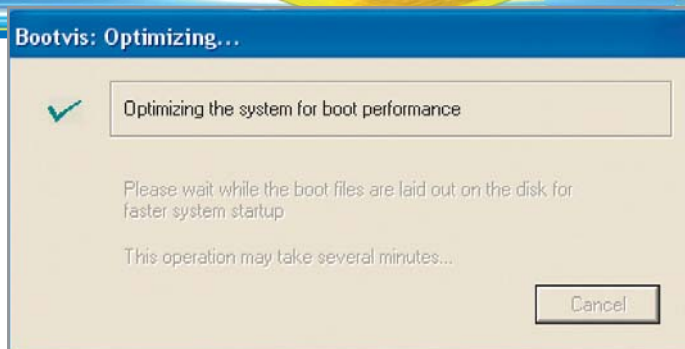 Bootvis: Optimizing...
Optimizing the system for boot performance
Please wait while the boot files are laid out on the disk for
faster system startup
This operation may take several minutes...
Cancel